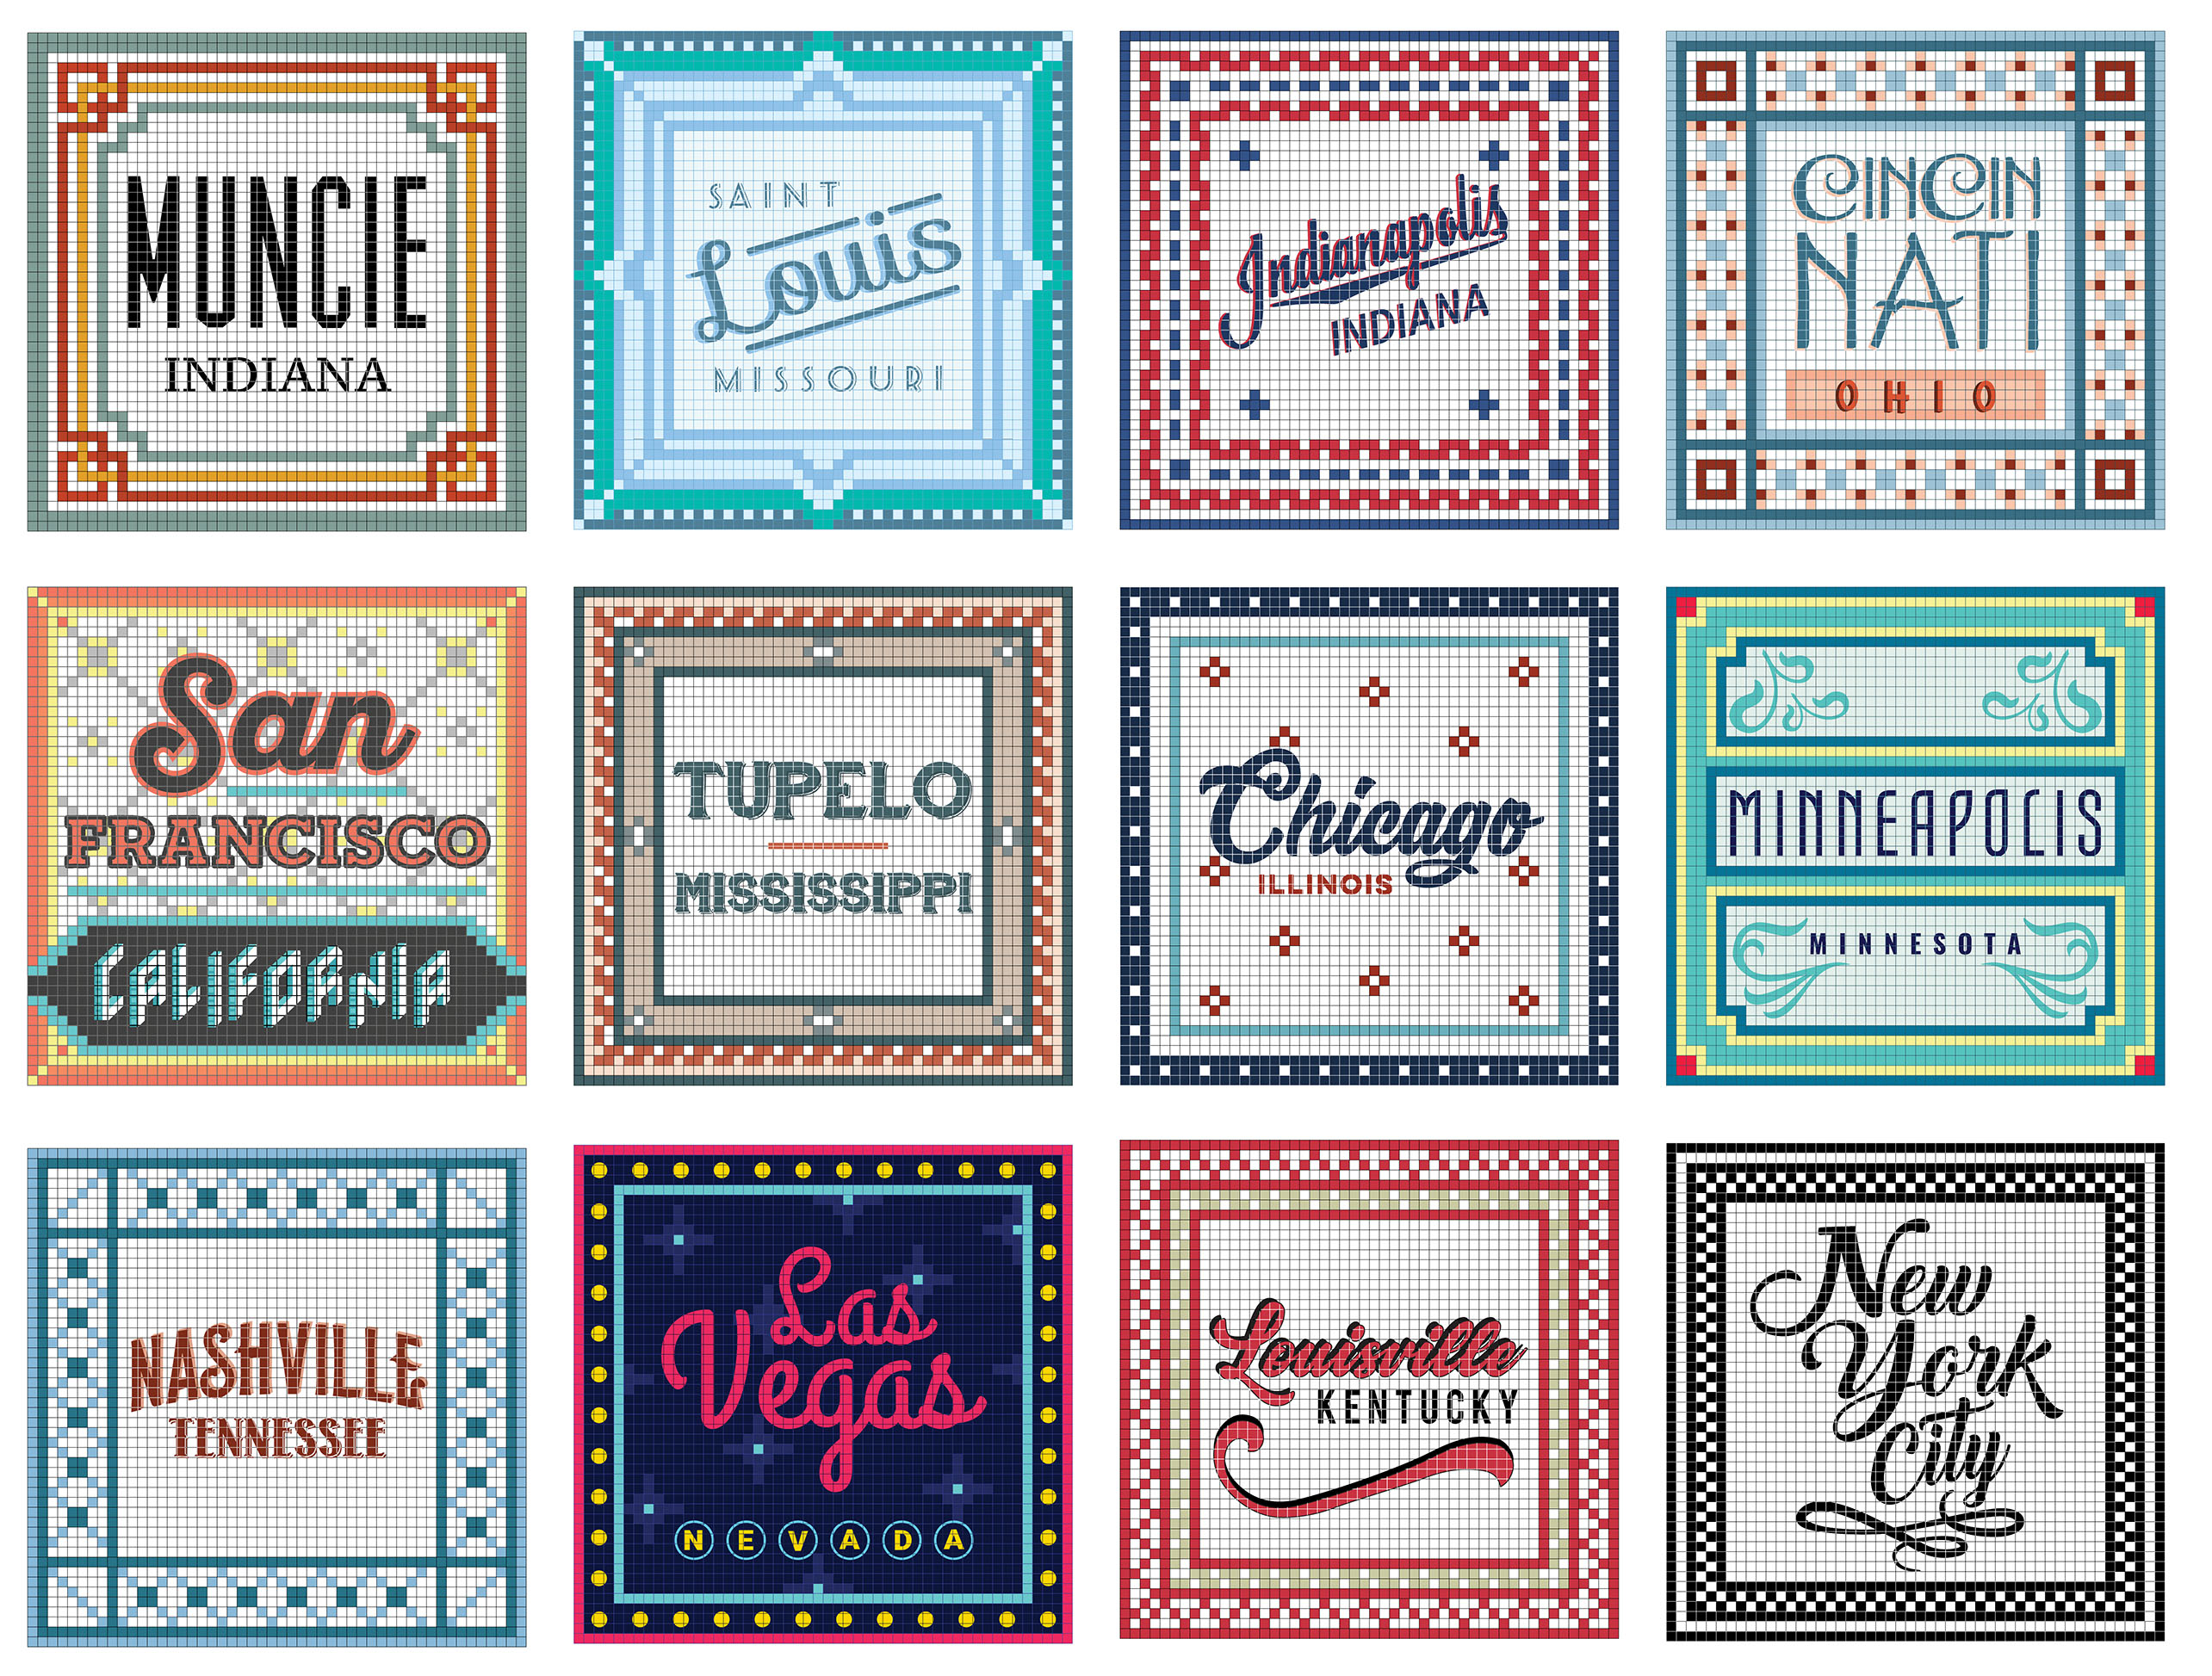 MUNCIE
INDIANA
SAINT
Louis
MISSOURI
Indianapolis
INDIANA
CINCIN
NATI
OHIO
San
FRANCISCO
CALIFORNIA
TUPELO
MISSISSIPPI
Chicago
ILLINOIS
MINNEAPOLIS
MINNESOTA
NASHVILLE
TENNESSEE
Las
Vegas
NEVADA
Louisville
KENTUCKY
New
York
City